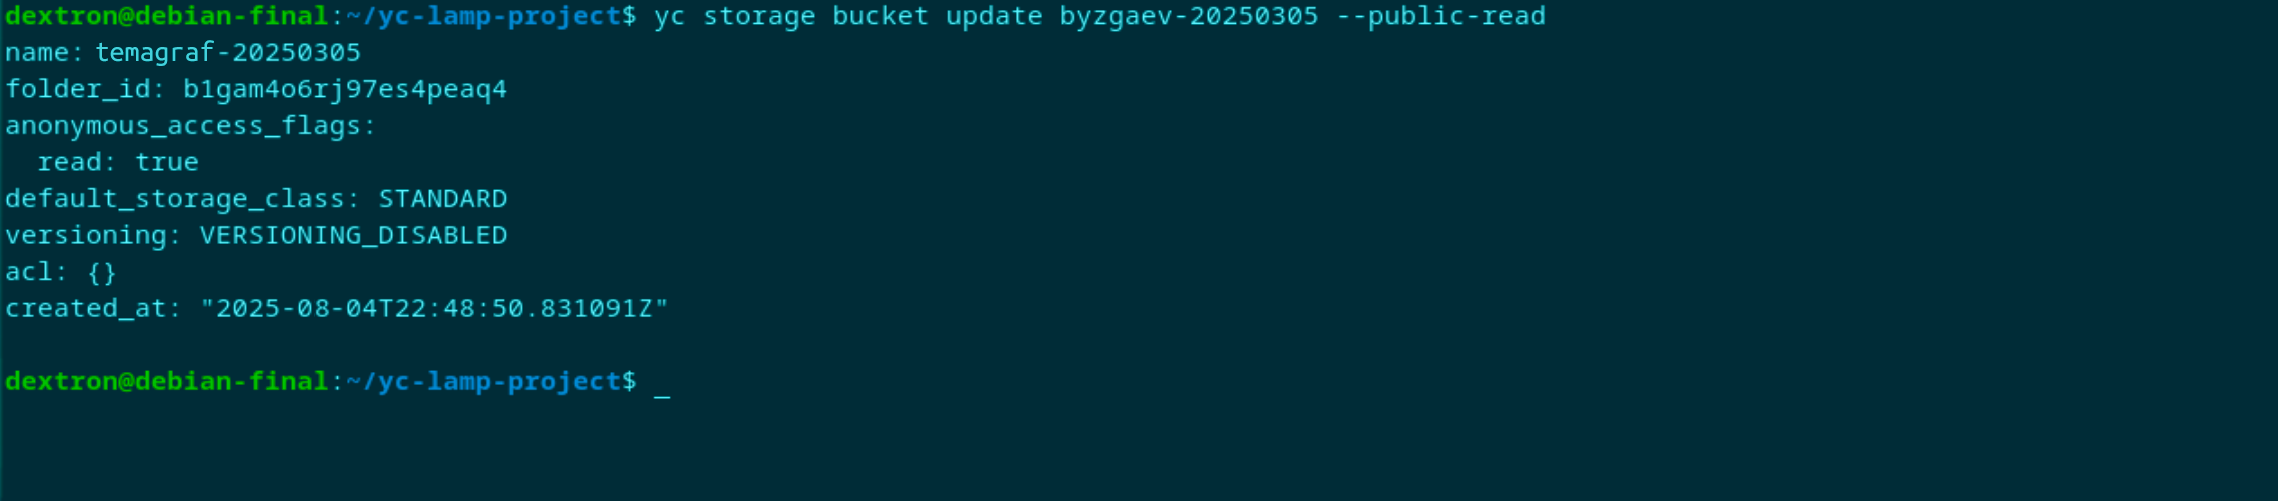 dextron@debian-final:~/yc-lamp-project$ yc storage bucket update byzgaev-20250305 --public-read
name: temagraf-20250305
folder_id: b1gam4o6rj97es4peaq4
anonymous_access_flags:
  read: true
default_storage_class: STANDARD
versioning: VERSIONING_DISABLED
acl: {}
created_at: "2025-08-04T22:48:50.831091Z"
dextron@debian-final:~/yc-lamp-project$ _